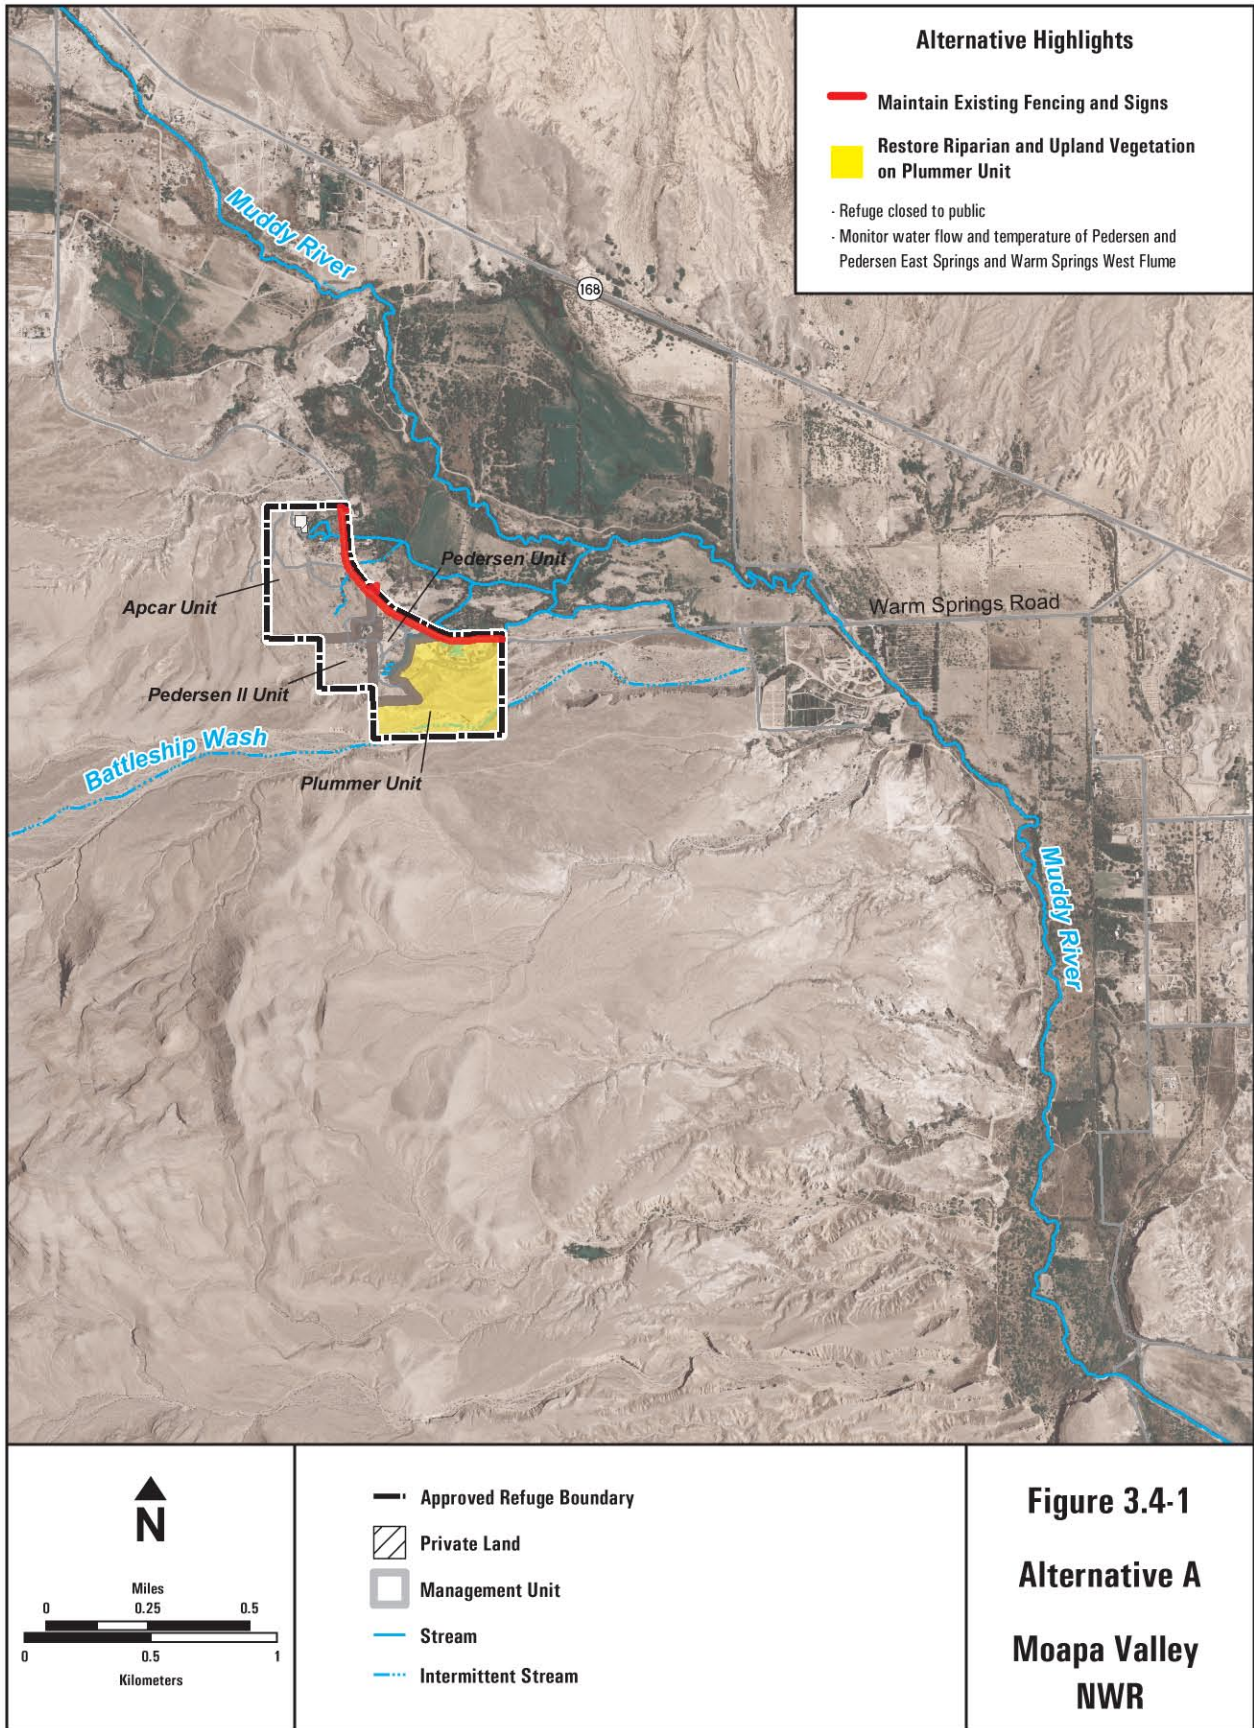 Alternative Highlights
Maintain Existing Fencing and Signs
Restore Riparian and Upland Vegetation
on Plummer Unit
· Refuge closed to public
· Monitor water flow and temperature of Pedersen and
Pedersen East Springs and Warm Springs West Flume
Muddy River
168
Pedersen Unit
Apcar Unit
Warm Springs Road
Pedersen II Unit
Battleship Wash
Plummer Unit
Muddy River
N
Miles
0 0.25 0.5
0 0.5 1
Kilometers
Approved Refuge Boundary
Private Land
Management Unit
Stream
Intermittent Stream
Figure 3.4-1
Alternative A
Moapa Valley
NWR